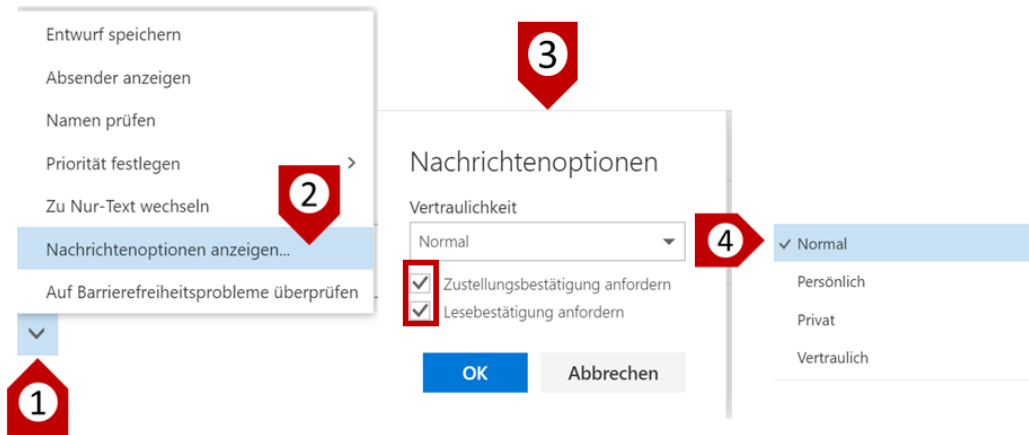 Entwurf speichern
Absender anzeigen
Namen prüfen
Priorität festlegen
Zu Nur-Text wechseln
Nachrichtenoptionen anzeigen...
Auf Barrierefreiheitsprobleme überprüfen
1
2
3
Nachrichtenoptionen
Vertraulichkeit
Normal
Zustellungsbestätigung anfordern
Lesebestätigung anfordern
OK Abbrechen
4
Normal
Persönlich
Privat
Vertraulich